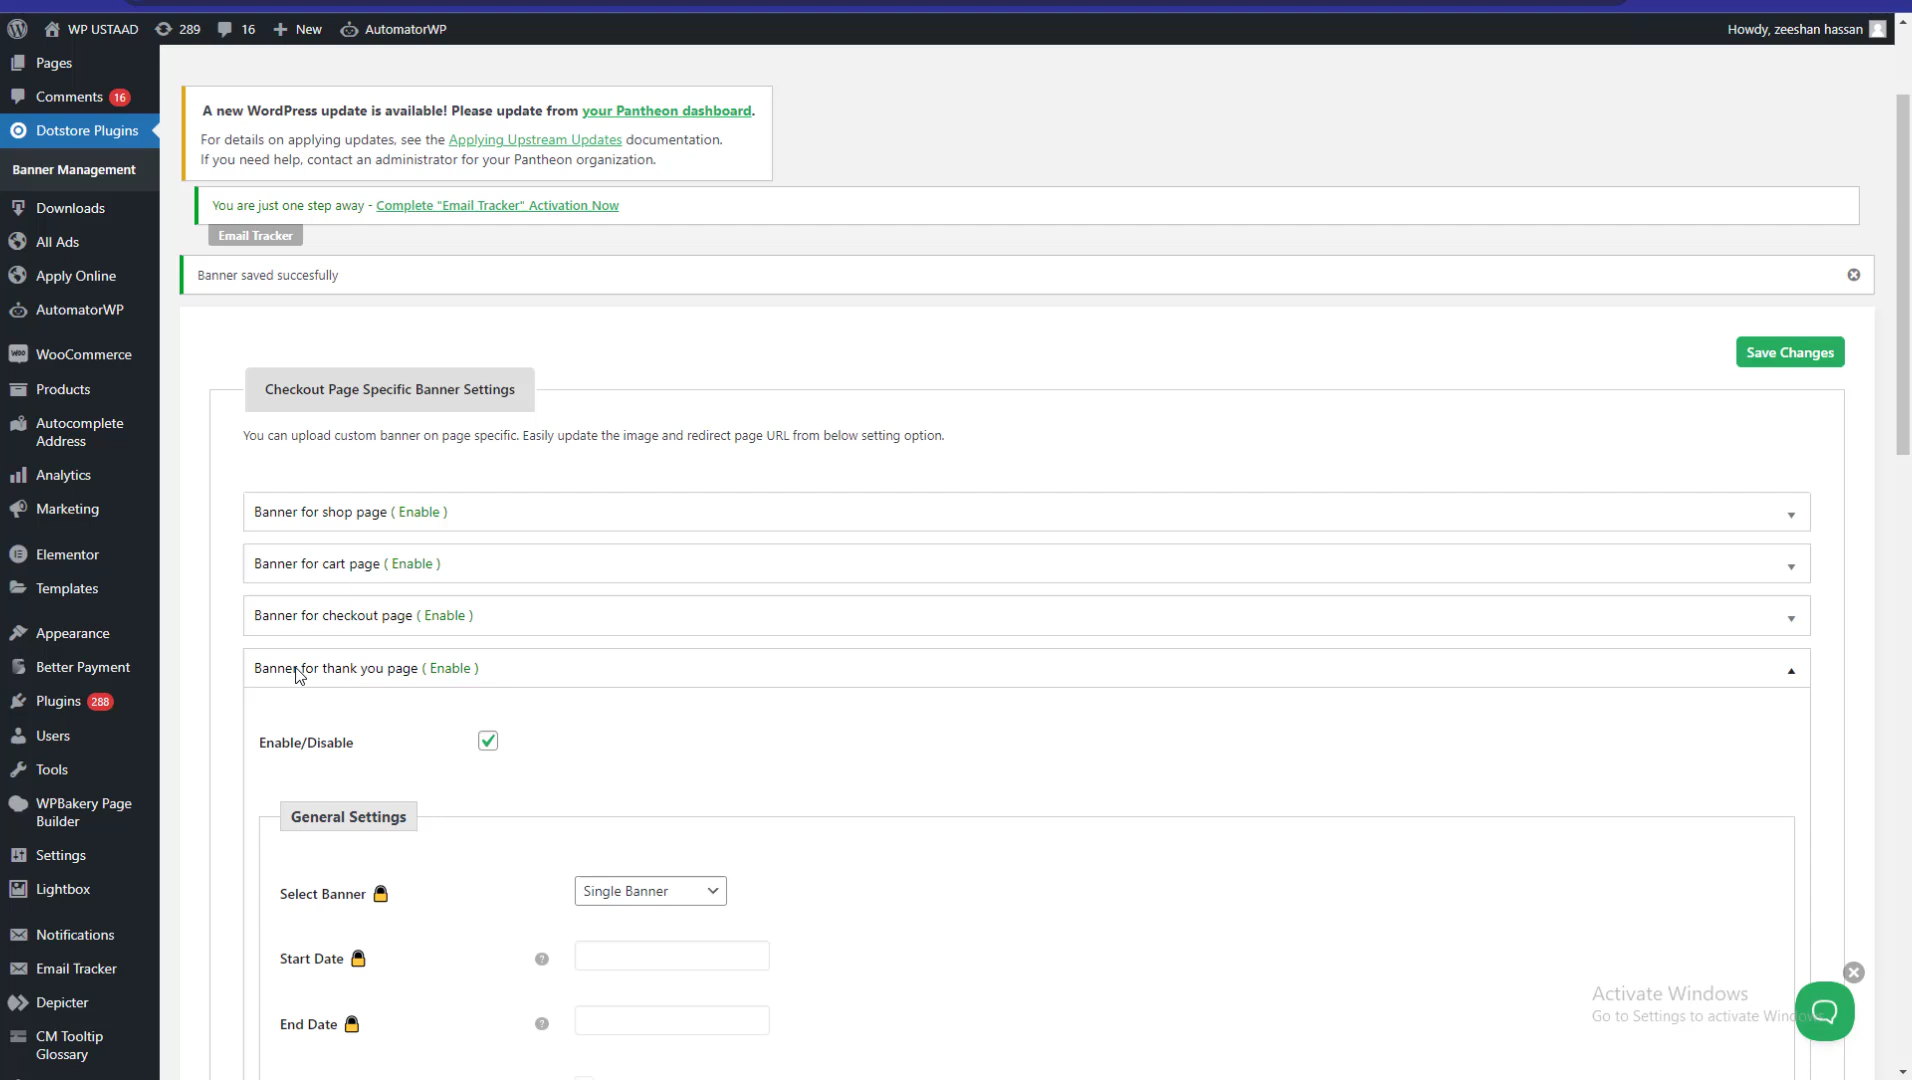 WP USTAAD 289 16 New AutomatorWP Howdy, zeeshan hassan
Pages
Comments 16
Dotstore Plugins
Banner Management
Downloads
All Ads
Apply Online
AutomatorWP
WooCommerce
Products
Autocomplete
Address
Analytics
Marketing
Elementor
Templates
Appearance
Better Payment
Plugins 288
Users
Tools
WPBakery Page
Builder
Settings
Lightbox
Notifications
Email Tracker
Depicter
CM Tooltip
Glossary
A new WordPress update is available! Please update from your Pantheon dashboard.
For details on applying updates, see the Applying Upstream Updates documentation.
If you need help, contact an administrator for your Pantheon organization.
You are just one step away - Complete "Email Tracker" Activation Now
Email Tracker
Banner saved succesfully
Save Changes
Checkout Page Specific Banner Settings
You can upload custom banner on page specific. Easily update the image and redirect page URL from below setting option.
Banner for shop page ( Enable )
Banner for cart page ( Enable )
Banner for checkout page ( Enable )
Banner for thank you page ( Enable )
Enable/Disable
General Settings
Select Banner Single Banner
Start Date ?
End Date ?
Activate Windows
Go to Settings to activate Windows.